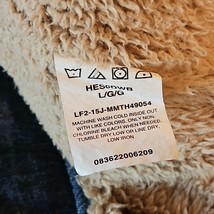 HES66WB
L/G/G
LF2-15J-MMTH49054
MACHINE WASH COLD INSIDE OUT
WITH LIKE COLORS. ONLY NON-
CHLORINE BLEACH WHEN NEEDED.
TUMBLE DRY LOW OR LINE DRY.
LOW IRON.
083622006209